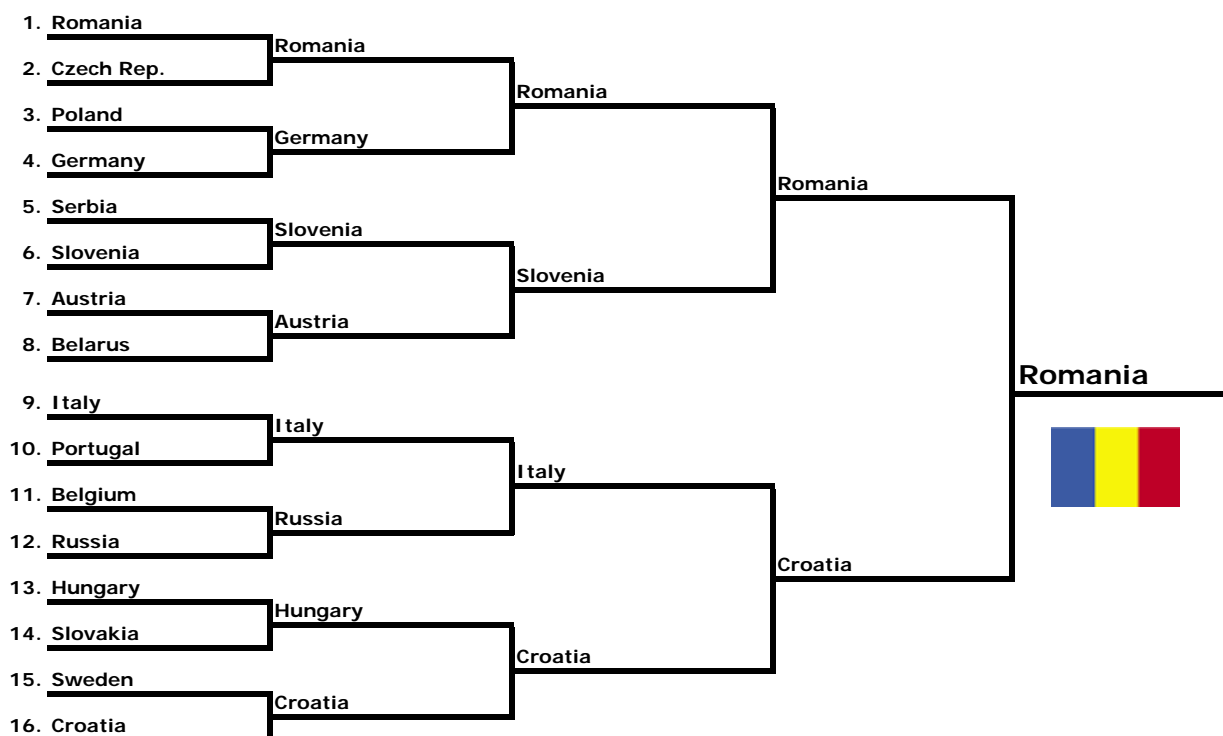 1. Romania
2. Czech Rep.
3. Poland
4. Germany
5. Serbia
6. Slovenia
7. Austria
8. Belarus
9. Italy
10. Portugal
11. Belgium
12. Russia
13. Hungary
14. Slovakia
15. Sweden
16. Croatia
Romania
Germany
Slovenia
Austria
Italy
Russia
Hungary
Croatia
Romania
Slovenia
Italy
Croatia
Romania
Croatia
Romania